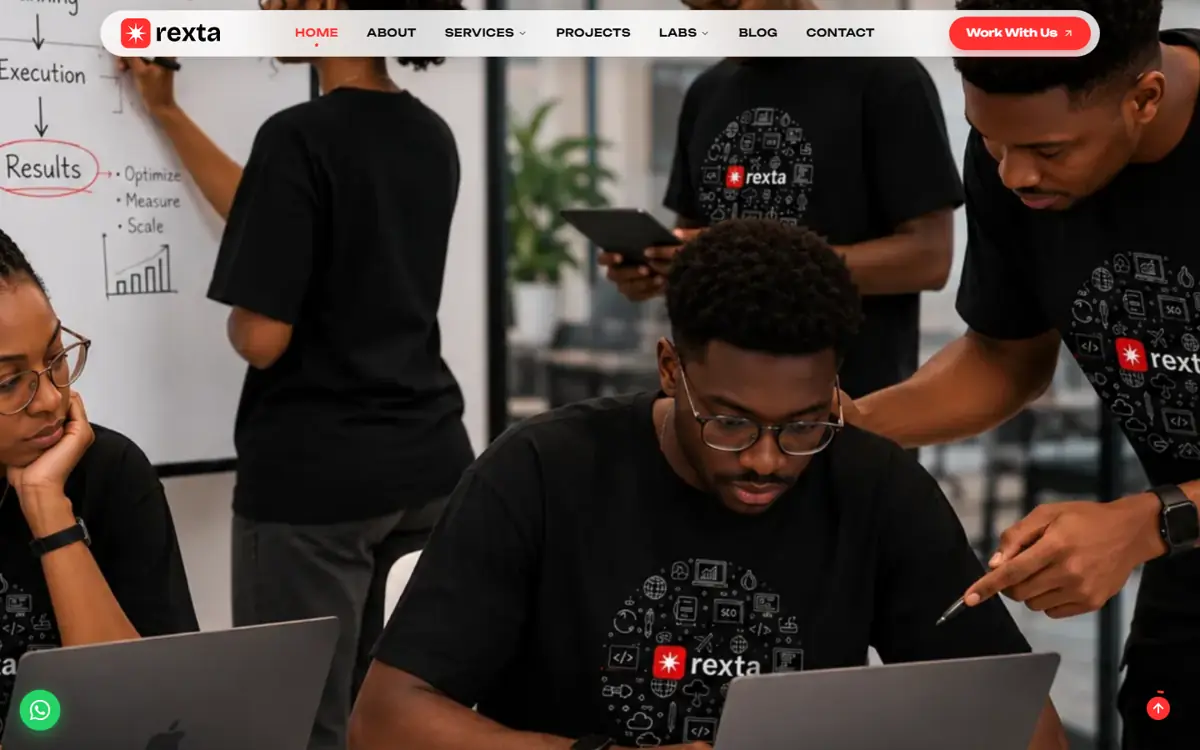 rexta
HOME
ABOUT
SERVICES
PROJECTS
LABS
BLOG
CONTACT
Work With Us
Execution
Results
• Optimize
• Measure
• Scale
rexta
SEO
</>
rext
SEO
</>
</>
rexta
</>
</>
</>